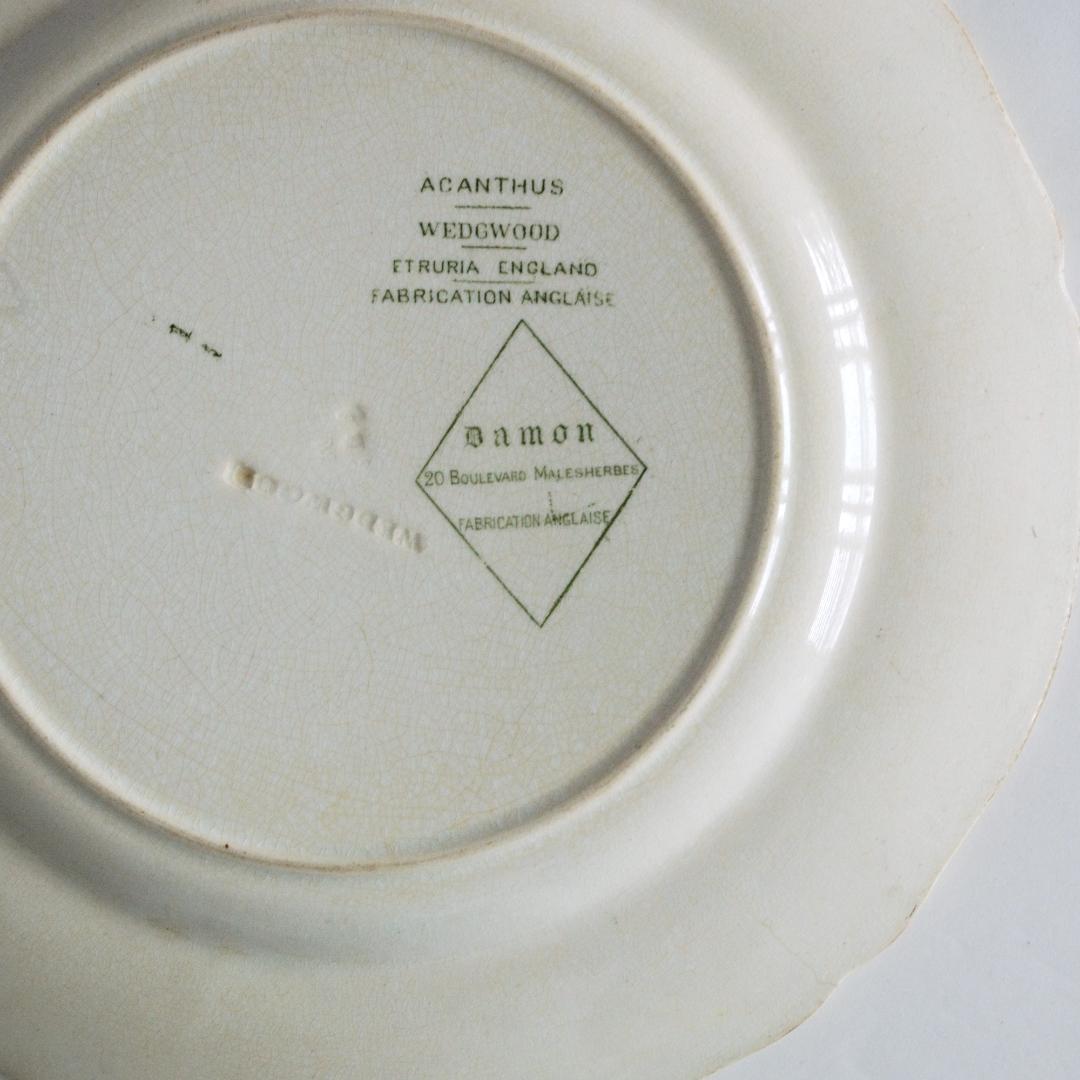 ACANTHUS
WEDGWOOD
ETRURIA ENGLAND
FABRICATION ANGLAISE
Damon
20 BOULEVARD MALESHERBES
FABRICATION ANGLAISE
WEDGWOOD